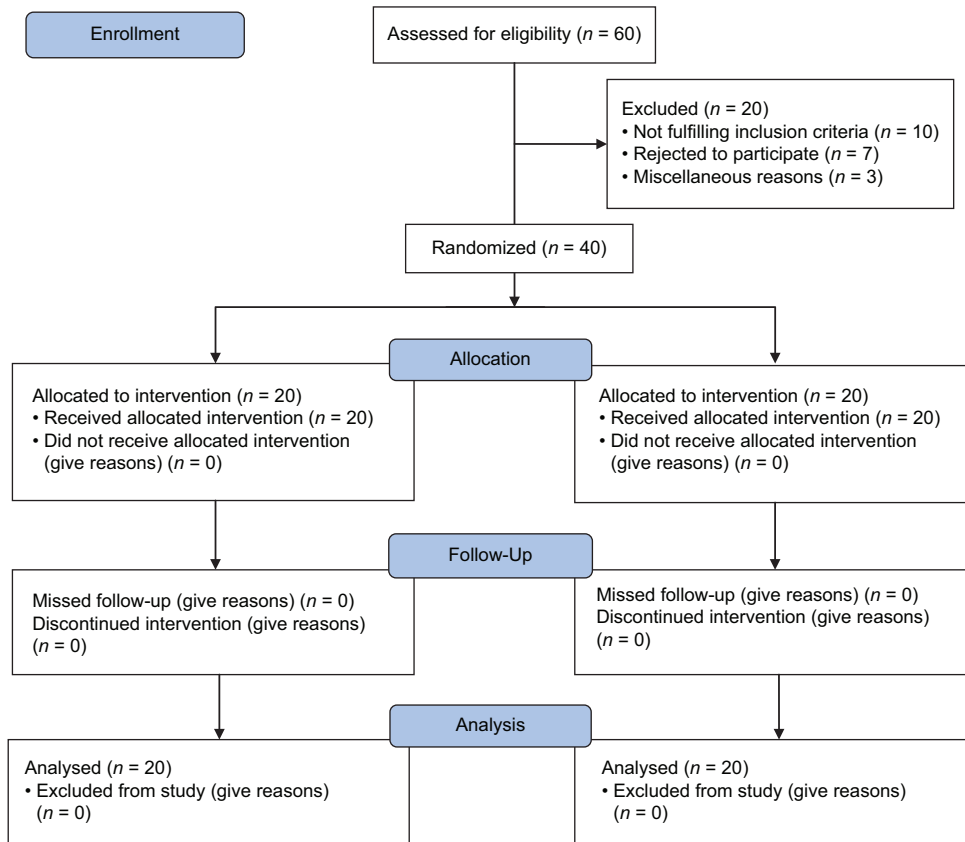 Enrollment
Assessed for eligibility (n = 60)
Excluded (n = 20)
• Not fulfilling inclusion criteria (n = 10)
• Rejected to participate (n = 7)
• Miscellaneous reasons (n = 3)
Randomized (n = 40)
Allocation
Allocated to intervention (n = 20)
• Received allocated intervention (n = 20)
• Did not receive allocated intervention
(give reasons) (n = 0)
Allocated to intervention (n = 20)
• Received allocated intervention (n = 20)
• Did not receive allocated intervention
(give reasons) (n = 0)
Follow-Up
Missed follow-up (give reasons) (n = 0)
Discontinued intervention (give reasons)
(n = 0)
Missed follow-up (give reasons) (n = 0)
Discontinued intervention (give reasons)
(n = 0)
Analysis
Analysed (n = 20)
• Excluded from study (give reasons)
(n = 0)
Analysed (n = 20)
• Excluded from study (give reasons)
(n = 0)